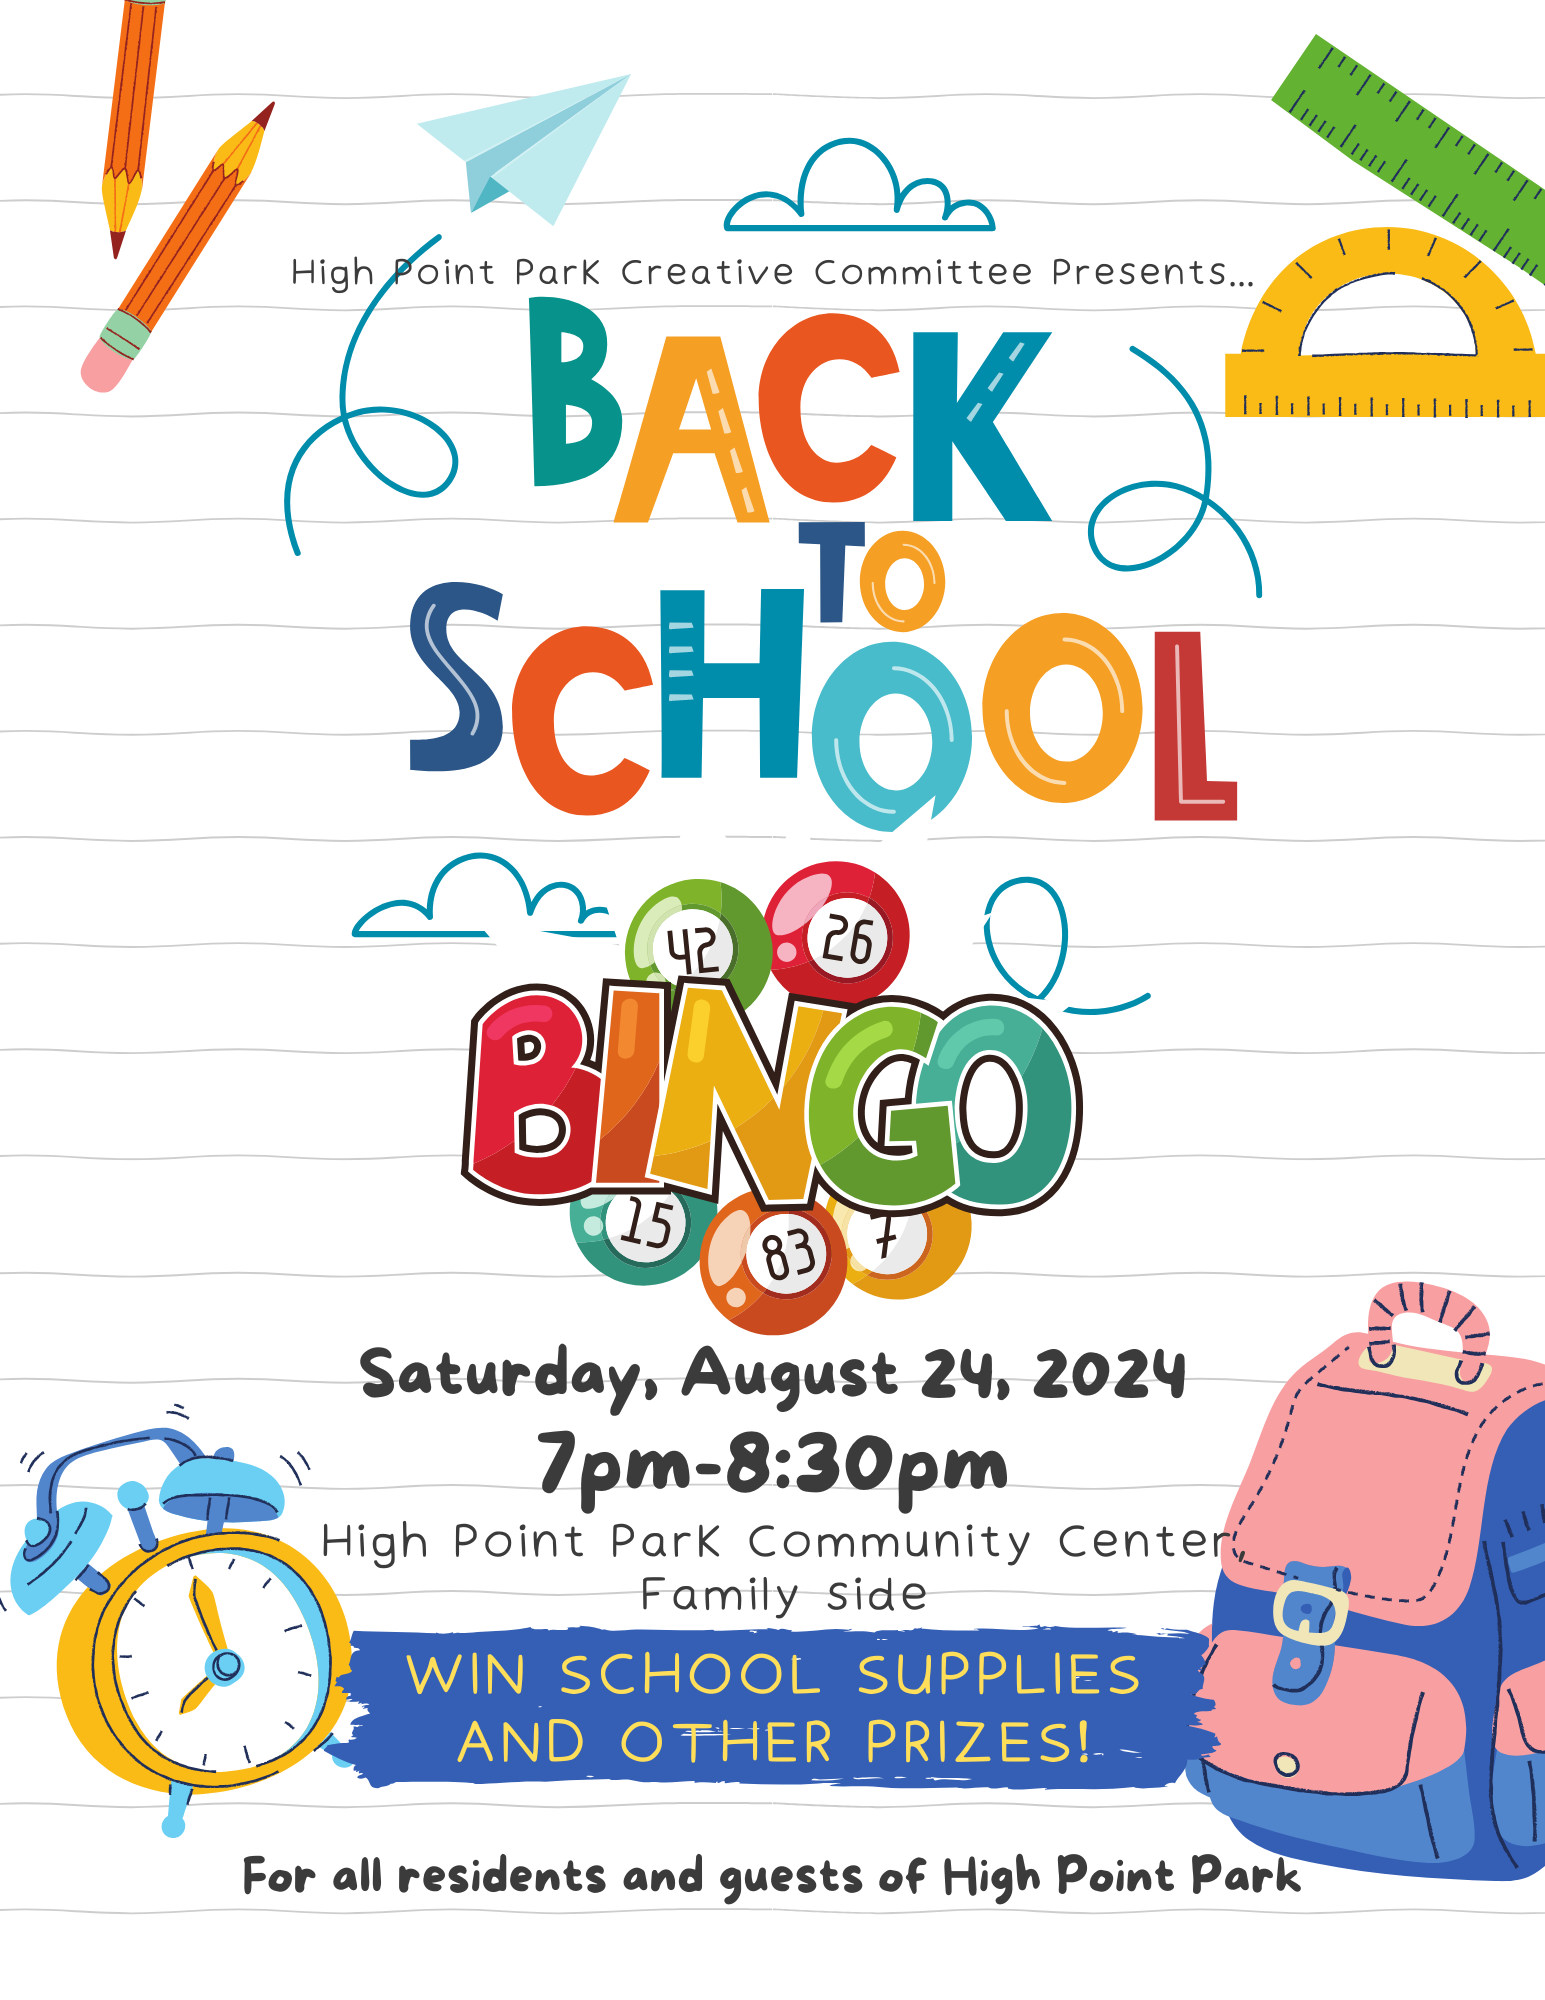 High Point Park Creative Committee Presents...
BACK
TO
SCHOOL
42 26
BINGO
15 83 7
Saturday, August 24, 2024
7pm-8:30pm
High Point Park Community Center,
Family side
WIN SCHOOL SUPPLIES
AND OTHER PRIZES!
For all residents and guests of High Point Park